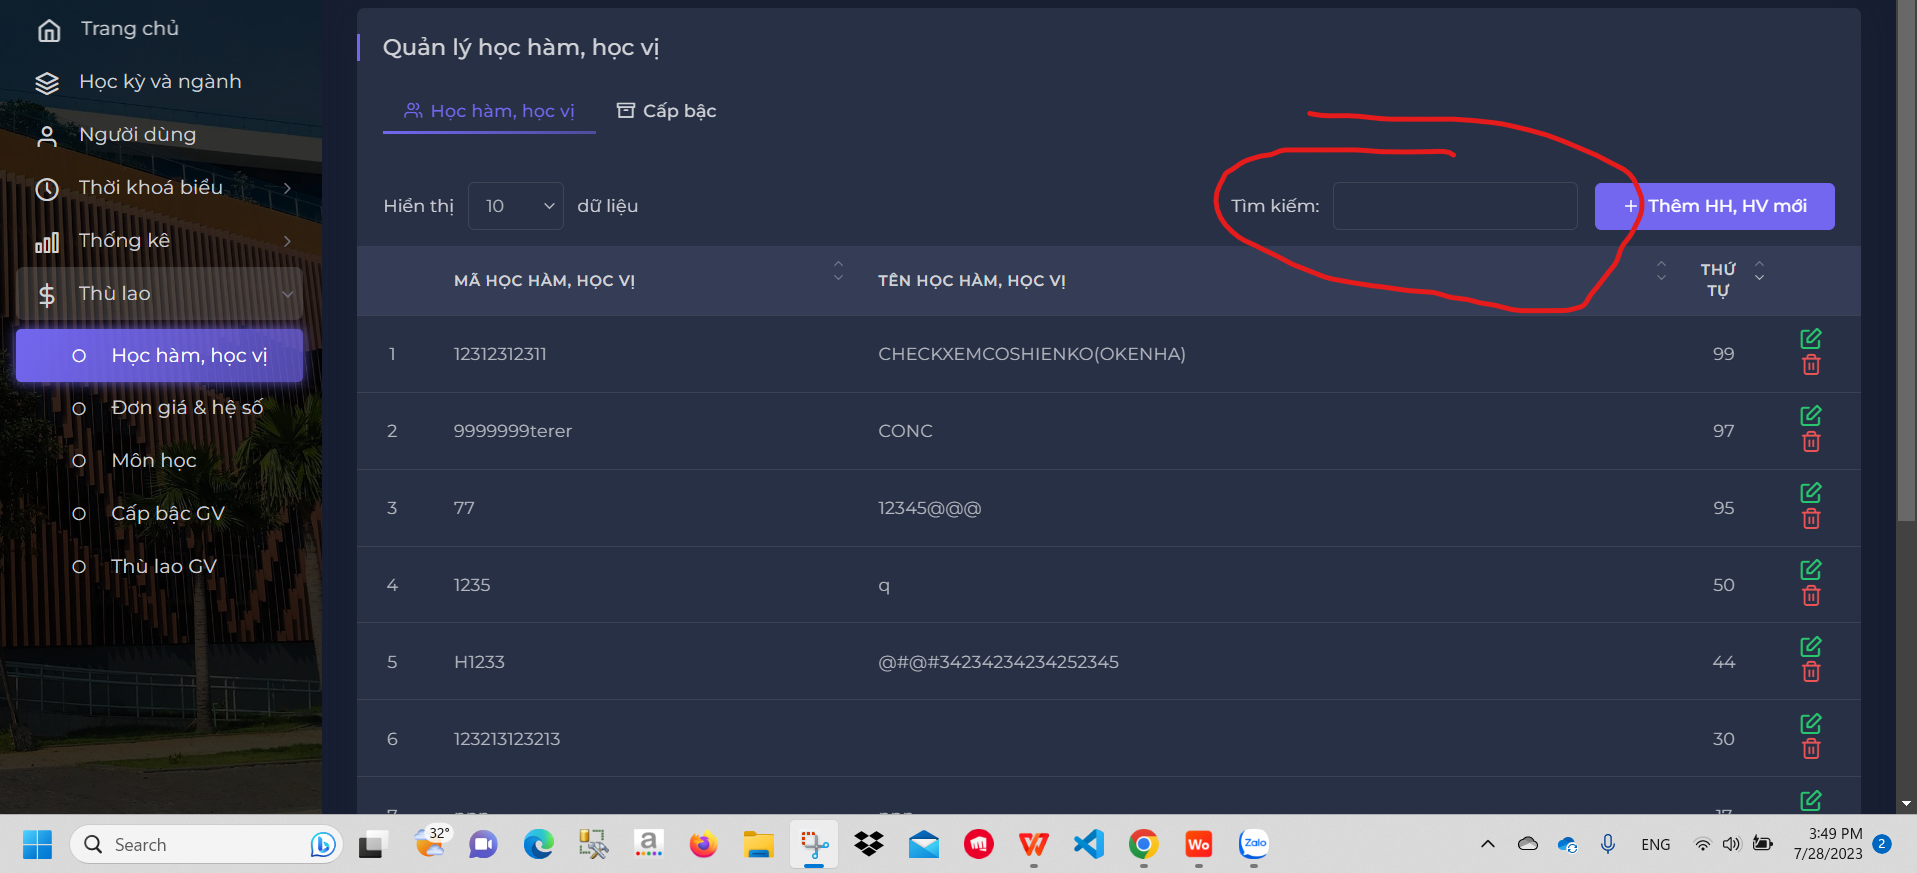 Trang chủ
Học kỳ và ngành
Người dùng
Thời khoá biểu
Thống kê
Thù lao
Học hàm, học vị
Đơn giá & hệ số
Môn học
Cấp bậc GV
Thù lao GV
Quản lý học hàm, học vị
Học hàm, học vị Cấp bậc
Hiển thị 10 dữ liệu Tìm kiếm: + Thêm HH, HV mới
MÃ HỌC HÀM, HỌC VỊ TÊN HỌC HÀM, HỌC VỊ THỨ TỰ
1 12312312311 CHECKXEMCOSHIENKO(OKENHA) 99
2 9999999terer CONC 97
3 77 12345@@@ 95
4 1235 q 50
5 H1233 @#@#34234234234252345 44
6 123213123213 30
Search 32° a Wo Zalo ENG 3:49 PM
7/28/2023 2